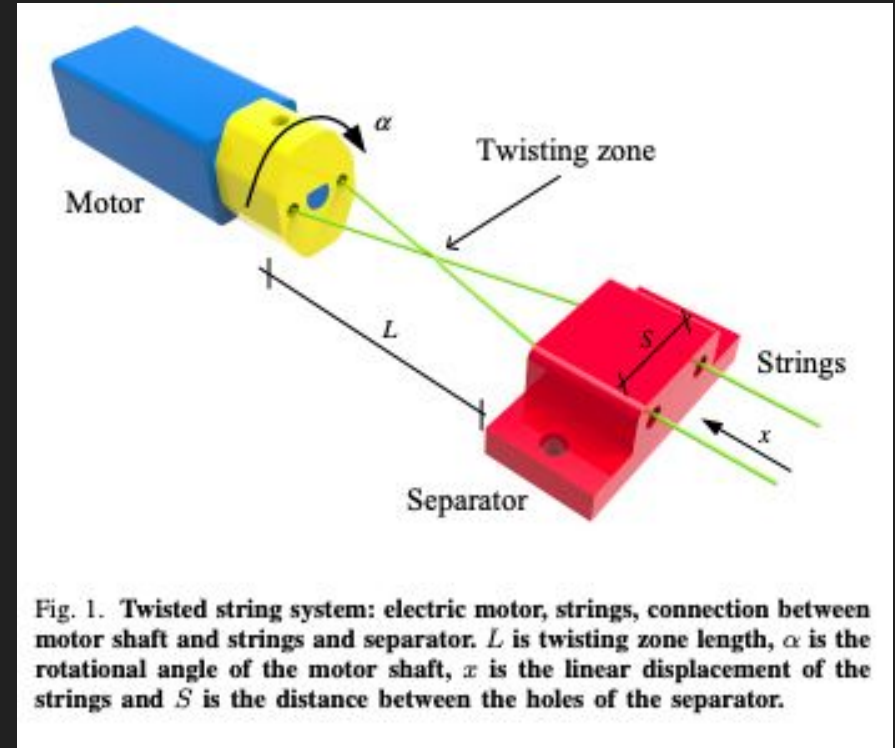 α
Twisting zone
Motor
L
S
Strings
x
Separator
Fig. 1. Twisted string system: electric motor, strings, connection between
motor shaft and strings and separator. L is twisting zone length, α is the
rotational angle of the motor shaft, x is the linear displacement of the
strings and S is the distance between the holes of the separator.